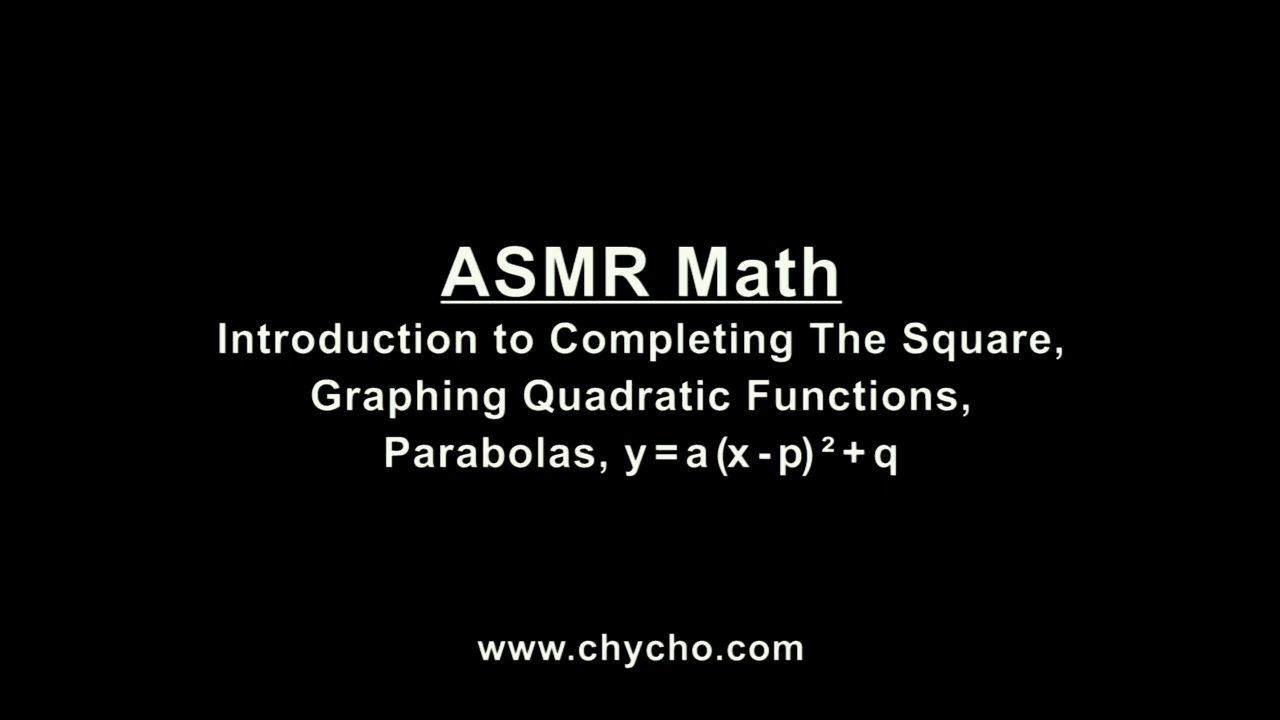 ASMR Math
Introduction to Completing The Square,
Graphing Quadratic Functions,
Parabolas, y = a (x - p) ² + q
www.chycho.com